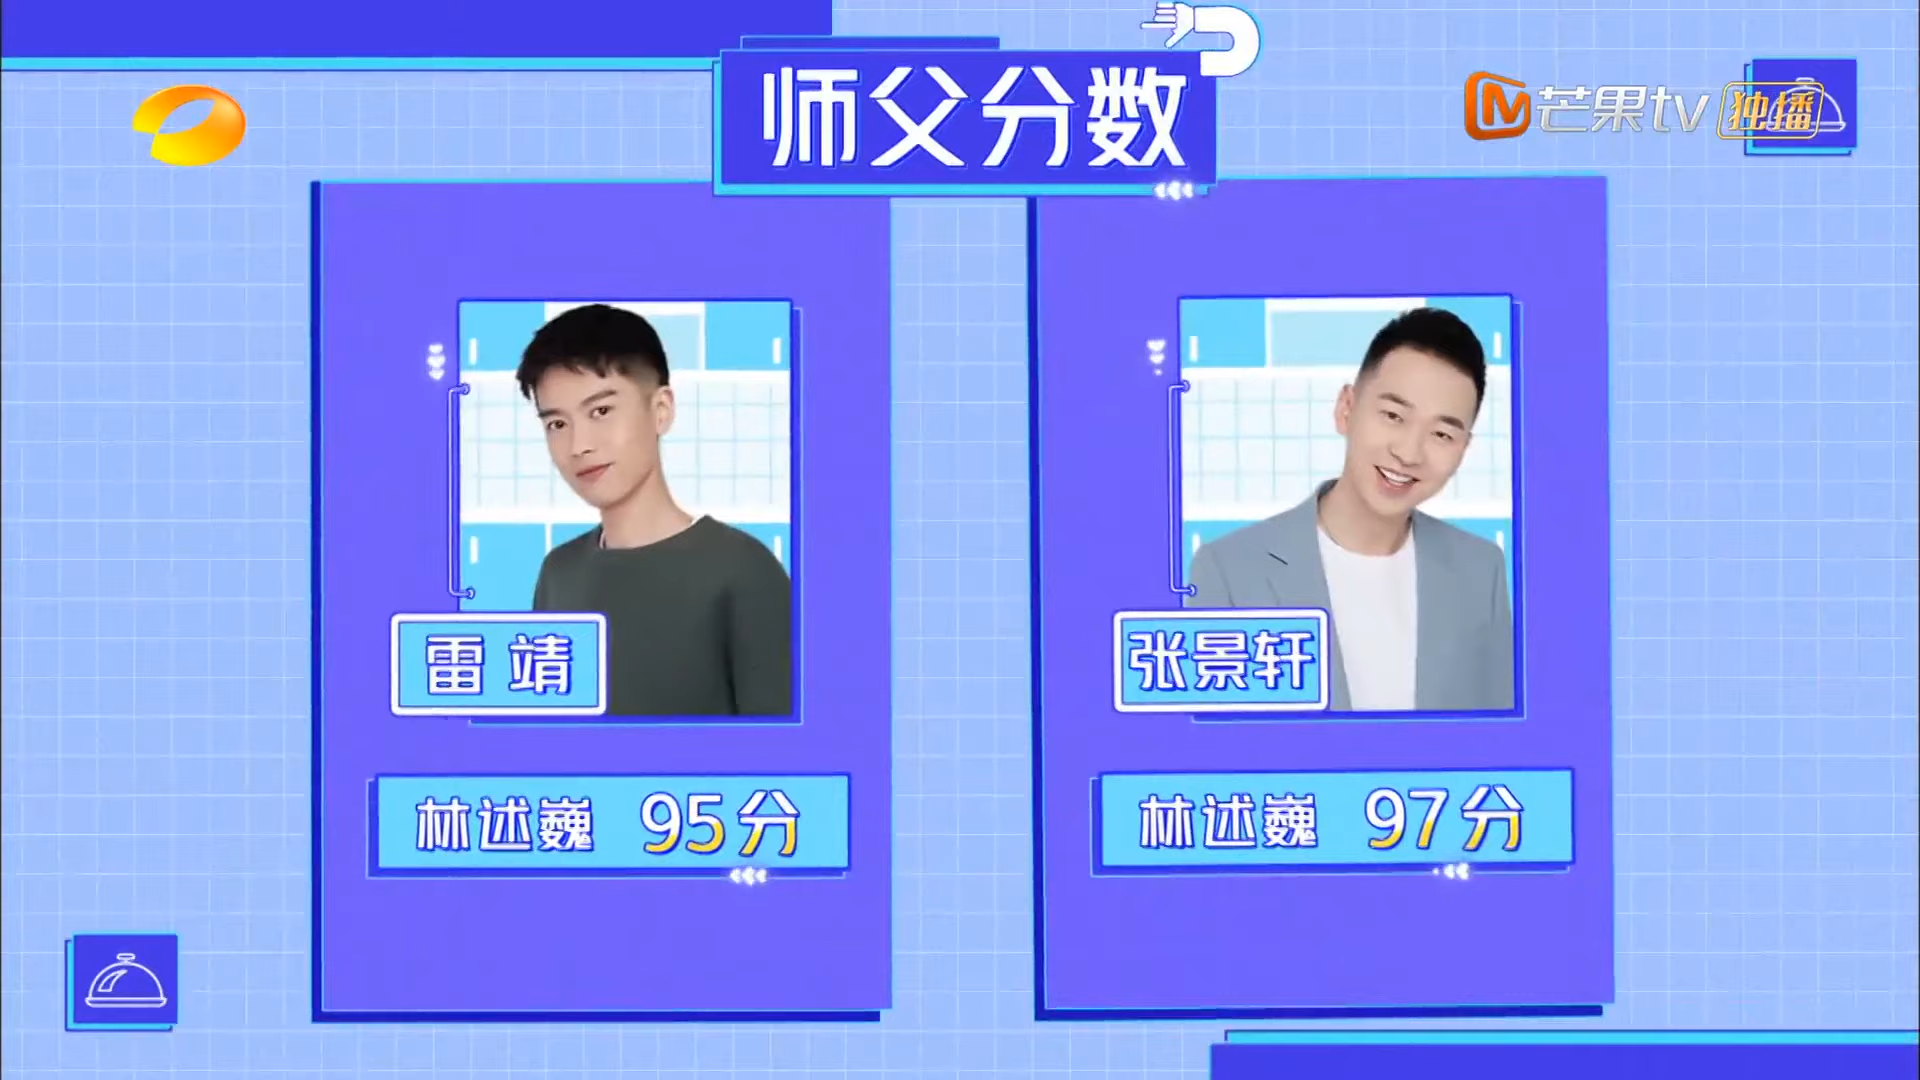 师父分数
芒果tv 独播
雷靖
张景轩
林述巍 95分
林述巍 97分